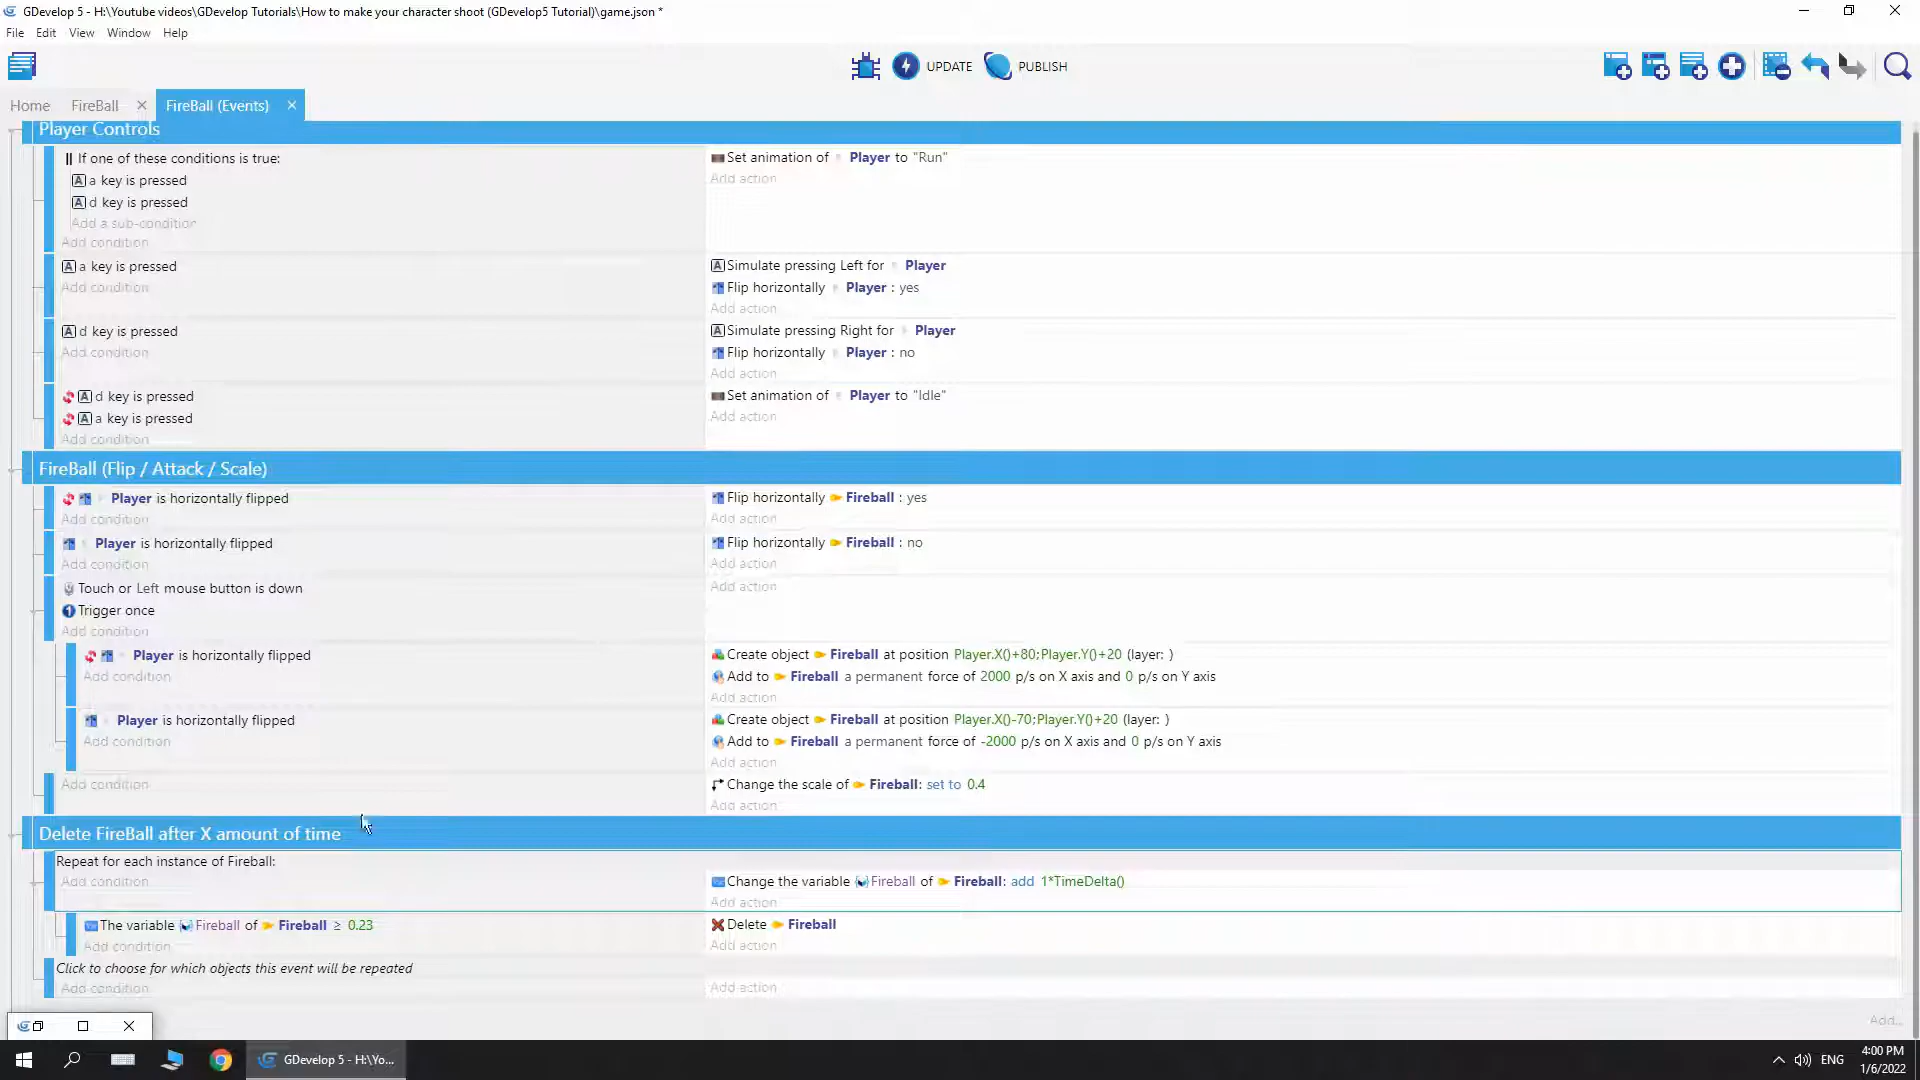 GDevelop 5 - H:\Youtube videos\GDevelop Tutorials\How to make your character shoot (GDevelop5 Tutorial)\game.json *
File Edit View Window Help
UPDATE PUBLISH
Home FireBall FireBall (Events)
Player Controls
If one of these conditions is true:
Set animation of Player to "Run"
A a key is pressed
Add action
A d key is pressed
Add a sub-condition
Add condition
A a key is pressed
Simulate pressing Left for Player
Add condition
Flip horizontally Player : yes
Add action
A d key is pressed
Simulate pressing Right for Player
Add condition
Flip horizontally Player : no
Add action
A d key is pressed
Set animation of Player to "Idle"
A a key is pressed
Add action
Add condition
FireBall (Flip / Attack / Scale)
Player is horizontally flipped
Flip horizontally Fireball : yes
Add condition
Add action
Player is horizontally flipped
Flip horizontally Fireball : no
Add condition
Add action
Touch or Left mouse button is down
Add action
Trigger once
Add condition
Player is horizontally flipped
Create object Fireball at position Player.X()+80;Player.Y()+20 (layer: )
Add condition
Add to Fireball a permanent force of 2000 p/s on X axis and 0 p/s on Y axis
Add action
Player is horizontally flipped
Create object Fireball at position Player.X()-70;Player.Y()+20 (layer: )
Add condition
Add to Fireball a permanent force of -2000 p/s on X axis and 0 p/s on Y axis
Add action
Add condition
Change the scale of Fireball: set to 0.4
Add action
Delete FireBall after X amount of time
Repeat for each instance of Fireball:
Add condition
Change the variable Fireball of Fireball: add 1*TimeDelta()
Add action
The variable Fireball of Fireball ≥ 0.23
Delete Fireball
Add condition
Add action
Click to choose for which objects this event will be repeated
Add condition
Add action
Add...
GDevelop 5 - H:\Yo...
ENG
4:00 PM
1/6/2022